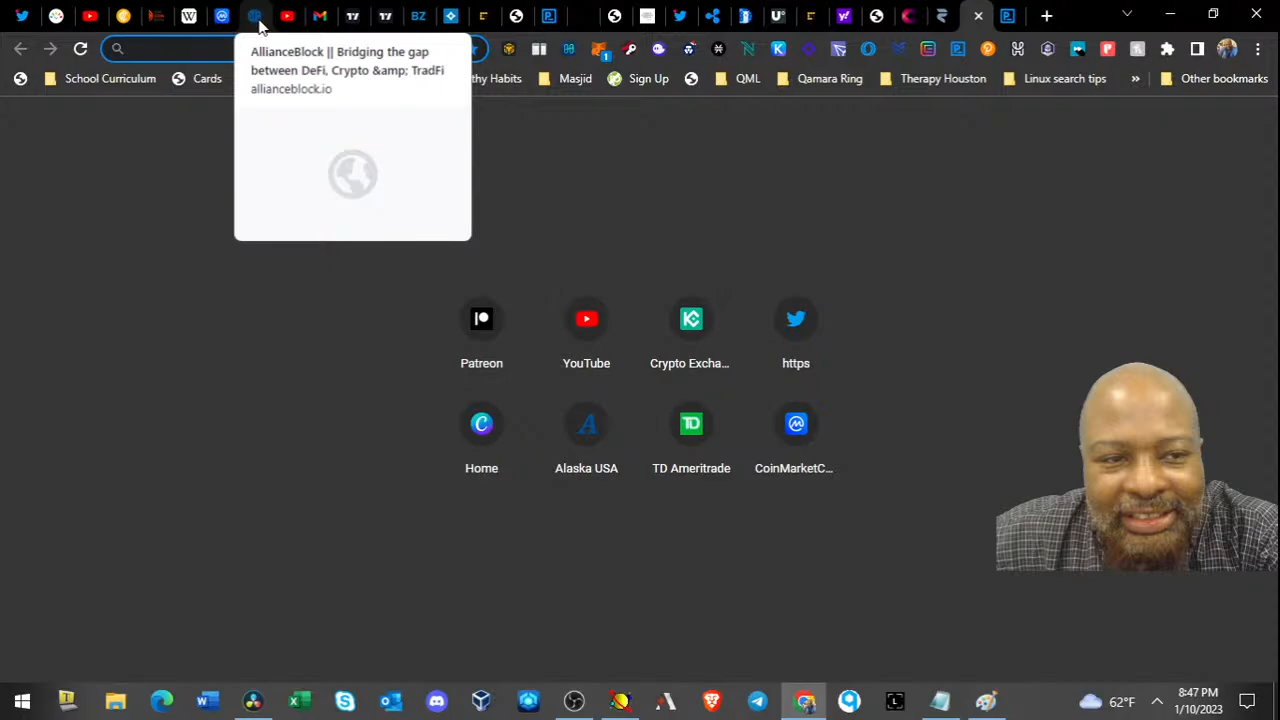 BZ
AllianceBlock || Bridging the gap
between DeFi, Crypto &amp; TradFi
allianceblock.io
School Curriculum
Cards
thy Habits
Masjid
Sign Up
QML
Qamara Ring
Therapy Houston
Linux search tips
»
Other bookmarks
Patreon
YouTube
Crypto Excha...
https
Home
Alaska USA
TD Ameritrade
CoinMarketC...
62°F
8:47 PM
1/10/2023